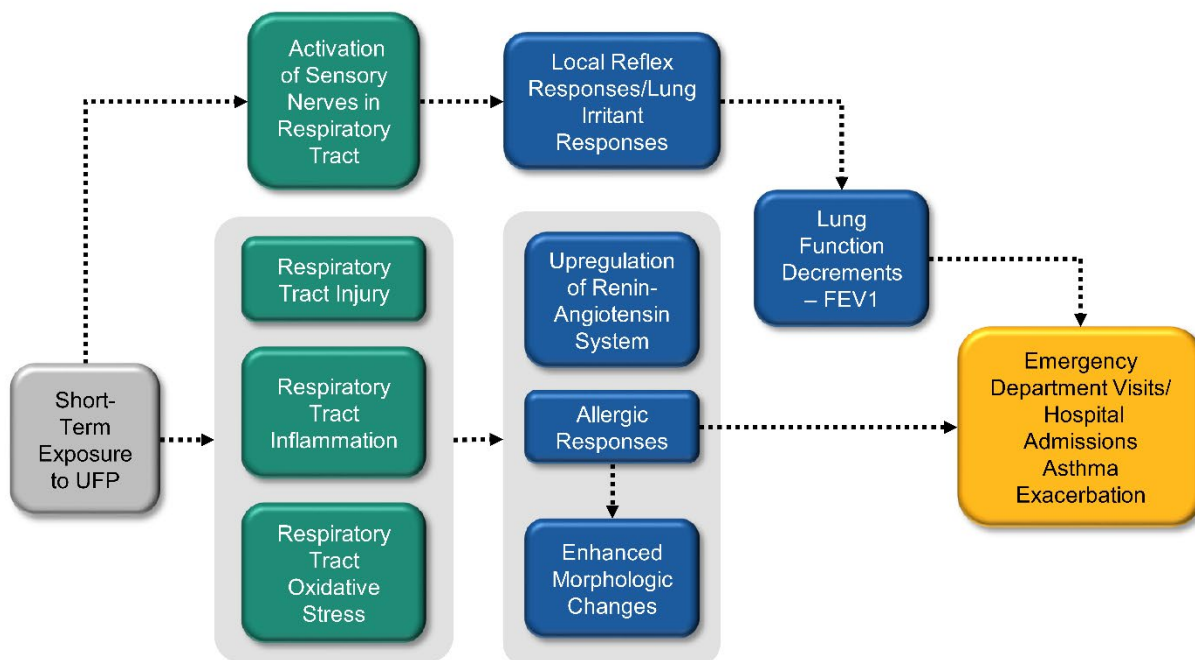 Activation
of Sensory
Nerves in
Respiratory
Tract
Local Reflex
Responses/Lung
Irritant
Responses
Lung
Function
Decrements
– FEV1
Respiratory
Tract Injury
Upregulation
of Renin-
Angiotensin
System
Short-
Term
Exposure
to UFP
Respiratory
Tract
Inflammation
Allergic
Responses
Emergency
Department Visits/
Hospital
Admissions
Asthma
Exacerbation
Respiratory
Tract
Oxidative
Stress
Enhanced
Morphologic
Changes